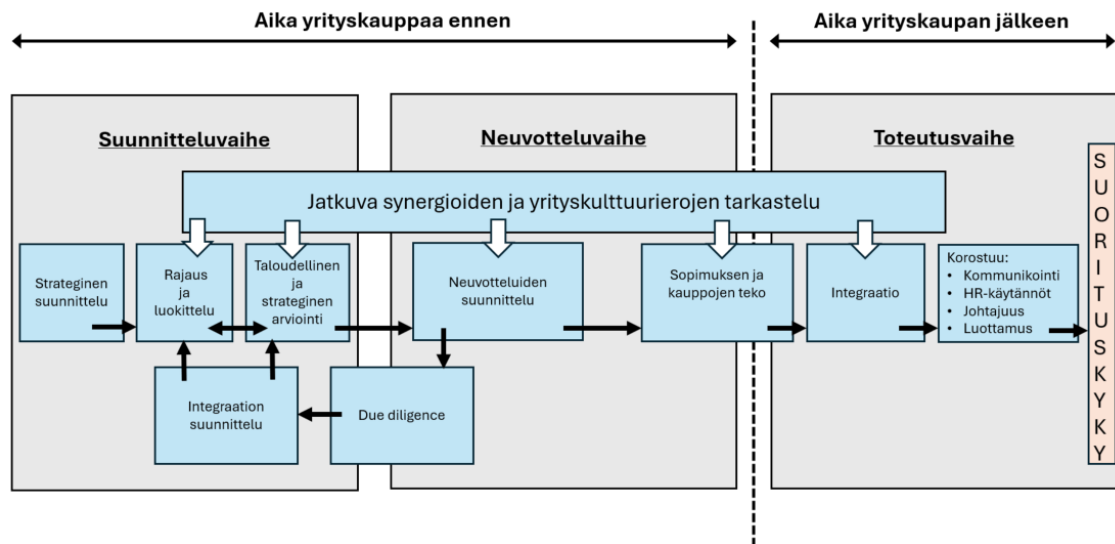 Aika yrityskauppaa ennen
Aika yrityskaupan jälkeen
Suunnitteluvaihe
Neuvotteluvaihe
Toteutusvaihe
Jatkuva synergioiden ja yrityskulttuurierojen tarkastelu
Strateginen
suunnittelu
Rajaus
ja
luokittelu
Taloudellinen
ja
strateginen
arviointi
Neuvotteluiden
suunnittelu
Sopimuksen ja
kauppojen teko
Integraatio
Korostuu:
• Kommunikointi
• HR-käytännöt
• Johtajuus
• Luottamus
Integraation
suunnittelu
Due diligence
S
U
O
R
I
T
U
S
K
Y
K
Y